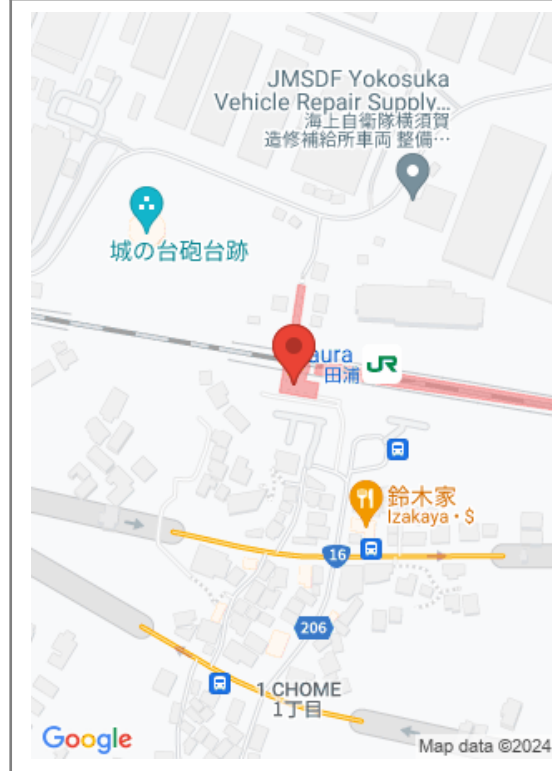 JMSDF Yokosuka
Vehicle Repair Supply...
海上自衛隊横須賀
造修補給所車両 整備…
城の台砲台跡
aura
田浦
JR
鈴木家
Izakaya・$
16
206
1 CHOME
1丁目
Google
Map data ©2024